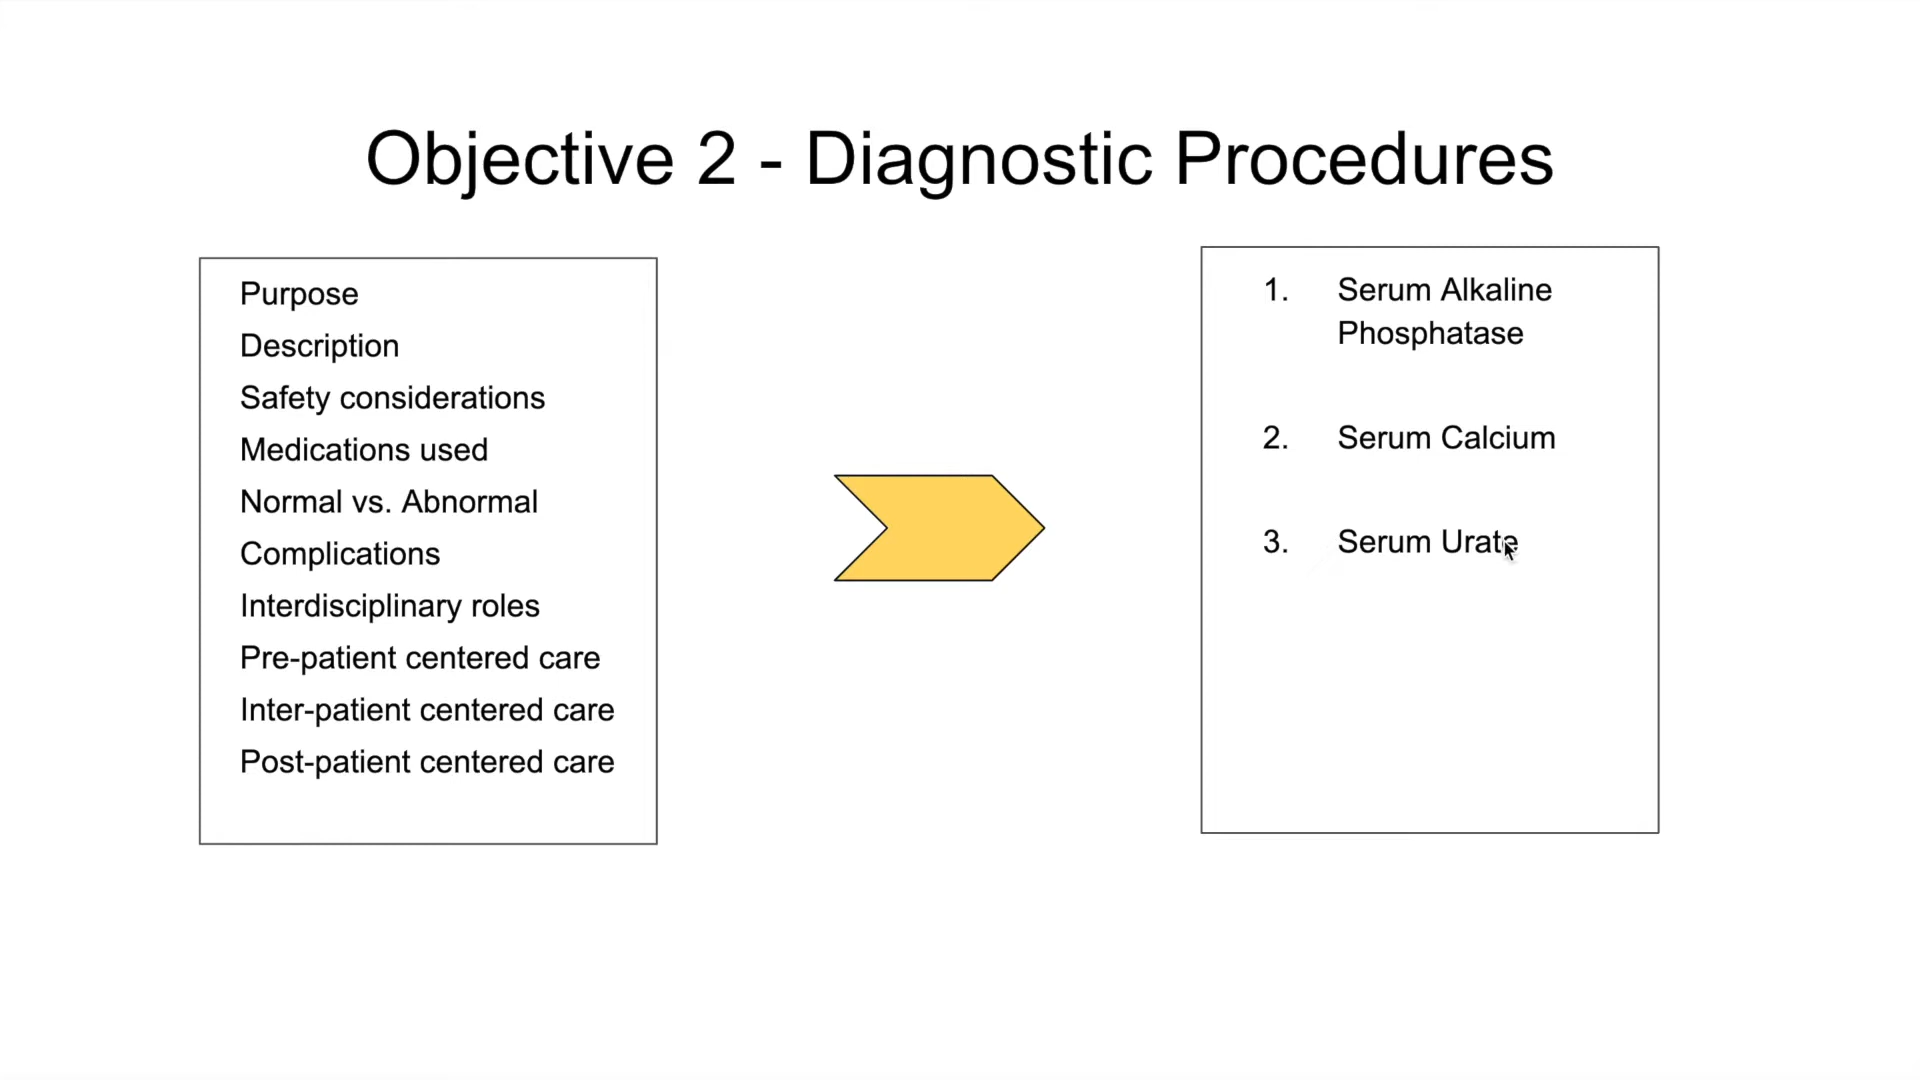 Objective 2 - Diagnostic Procedures
Purpose
Description
Safety considerations
Medications used
Normal vs. Abnormal
Complications
Interdisciplinary roles
Pre-patient centered care
Inter-patient centered care
Post-patient centered care
1. Serum Alkaline
Phosphatase
2. Serum Calcium
3. Serum Urate